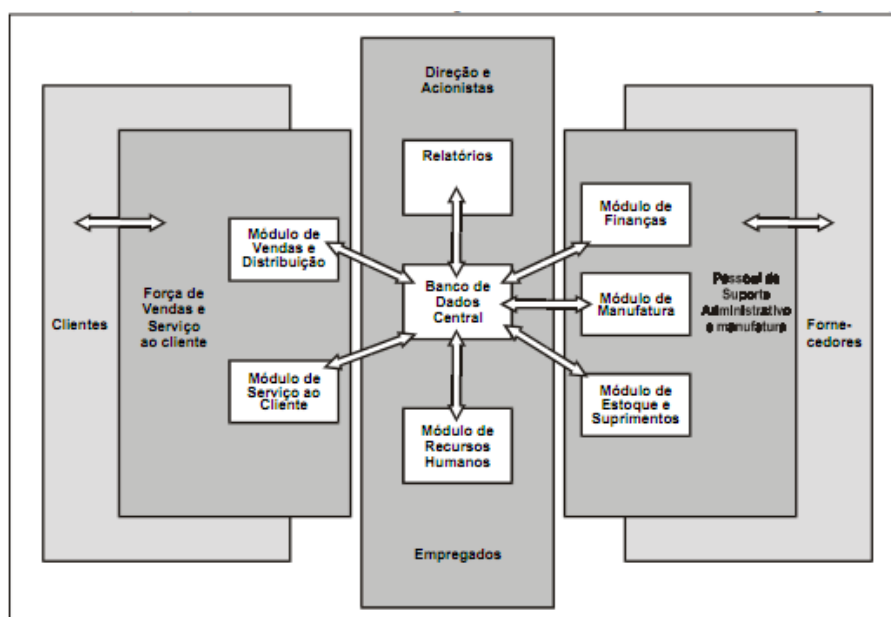 Direção e
Acionistas
Relatórios
Módulo de
Finanças
Módulo de
Vendas e
Distribuição
Banco de
Dados
Central
Módulo de
Manufatura
Pessoal de
Suporte
Administrativo
e manufatura
Clientes
Força de
Vendas e
Serviço
ao cliente
Forne-
cedores
Módulo de
Serviço ao
Cliente
Módulo de
Estoque e
Suprimentos
Módulo de
Recursos
Humanos
Empregados